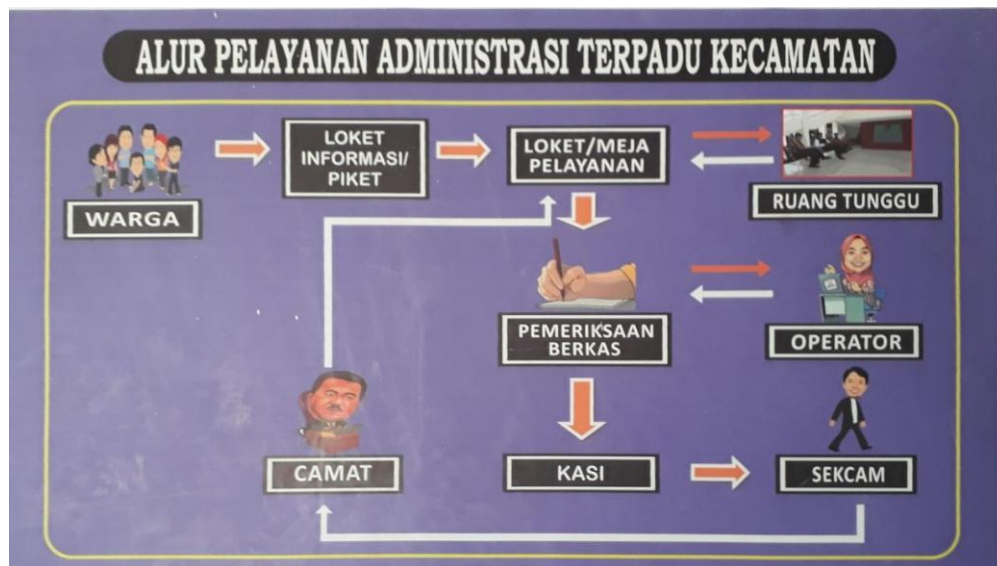 ALUR PELAYANAN ADMINISTRASI TERPADU KECAMATAN
WARGA
LOKET
INFORMASI/
PIKET
LOKET/MEJA
PELAYANAN
RUANG TUNGGU
PEMERIKSAAN
BERKAS
OPERATOR
CAMAT
KASI
SEKCAM